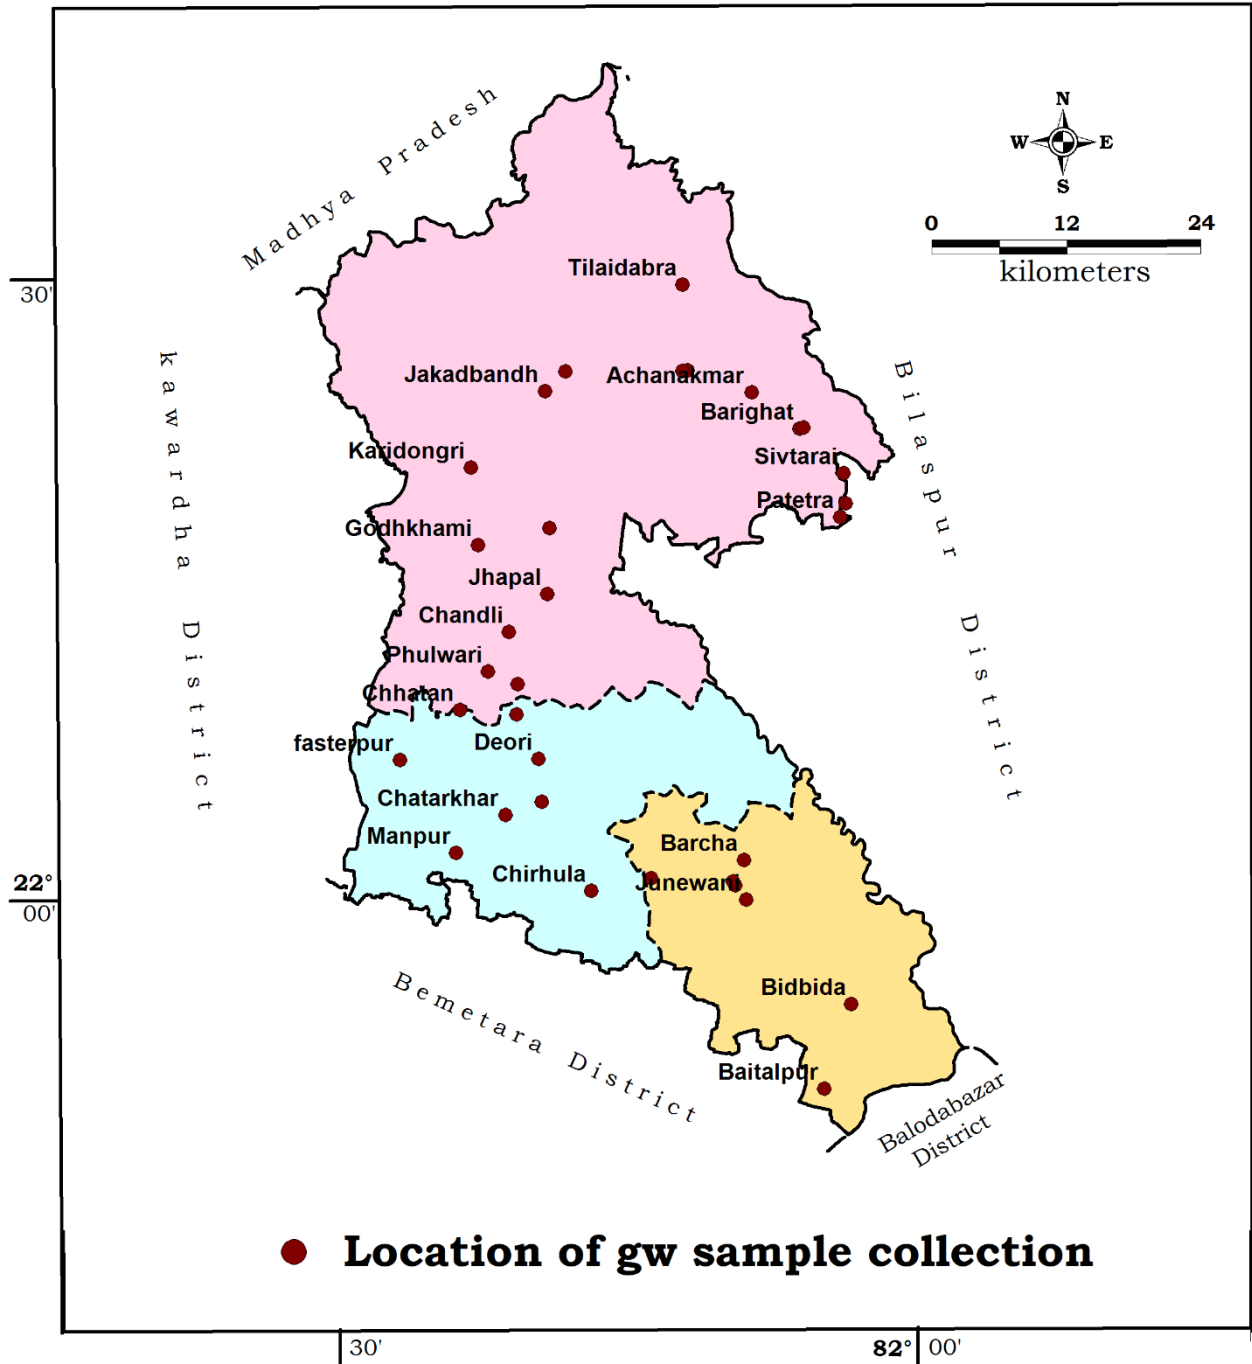 Madhya Pradesh
N
W E
S
0 12 24
kilometers
30'
Tilaidabra
Jakadbandh
Achanakmar
Barighat
Karidongri
Sivtarai
Patetra
Godhkhami
Jhapal
Chandli
Phulwari
Chhatan
fasterpur
Deori
Chatarkhar
Manpur
Chirhula
Barcha
Junewani
Bidbida
Baitalpur
kawardha District
Bilaspur District
22°
00'
Bemetara District
Balodabazar
District
Location of gw sample collection
30'
82° 00'